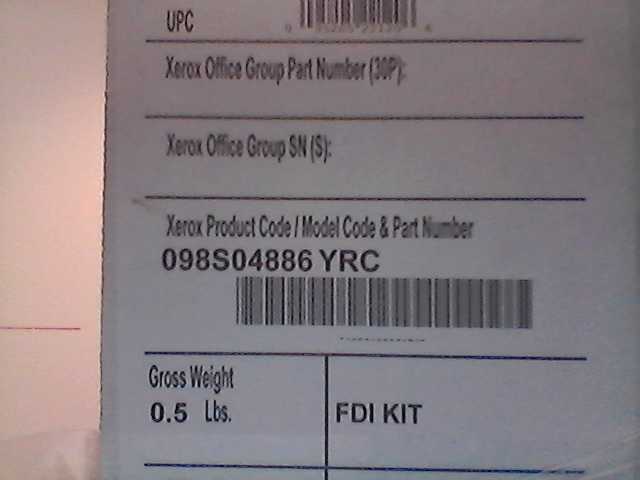 UPC
Xerox Office Group Part Number (30P):
Xerox Office Group SN (S):
Xerox Product Code / Model Code & Part Number
098S04886 YRC
Gross Weight
0.5 Lbs.
FDI KIT